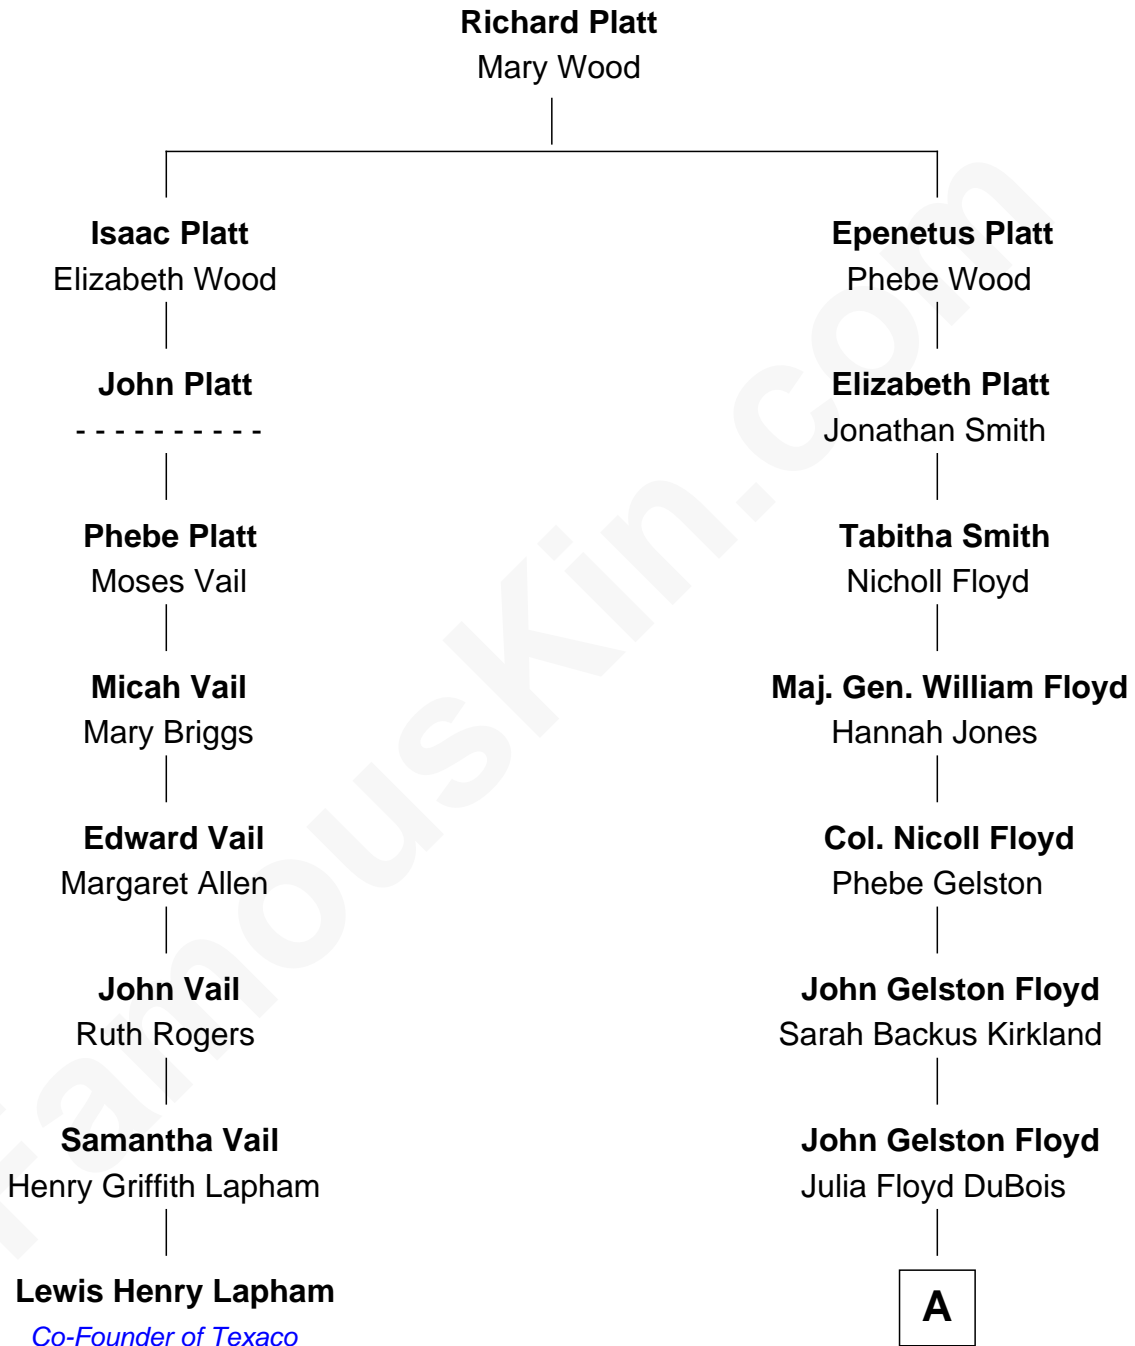 Richard Platt
Mary Wood
Isaac Platt
Elizabeth Wood
Epenetus Platt
Phebe Wood
John Platt
- - - - - - - - - -
Elizabeth Platt
Jonathan Smith
Phebe Platt
Moses Vail
Tabitha Smith
Nicholl Floyd
Micah Vail
Mary Briggs
Maj. Gen. William Floyd
Hannah Jones
Edward Vail
Margaret Allen
Col. Nicoll Floyd
Phebe Gelston
John Vail
Ruth Rogers
John Gelston Floyd
Sarah Backus Kirkland
Samantha Vail
Henry Griffith Lapham
John Gelston Floyd
Julia Floyd DuBois
Lewis Henry Lapham
Co-Founder of Texaco
A
FamousKin.com